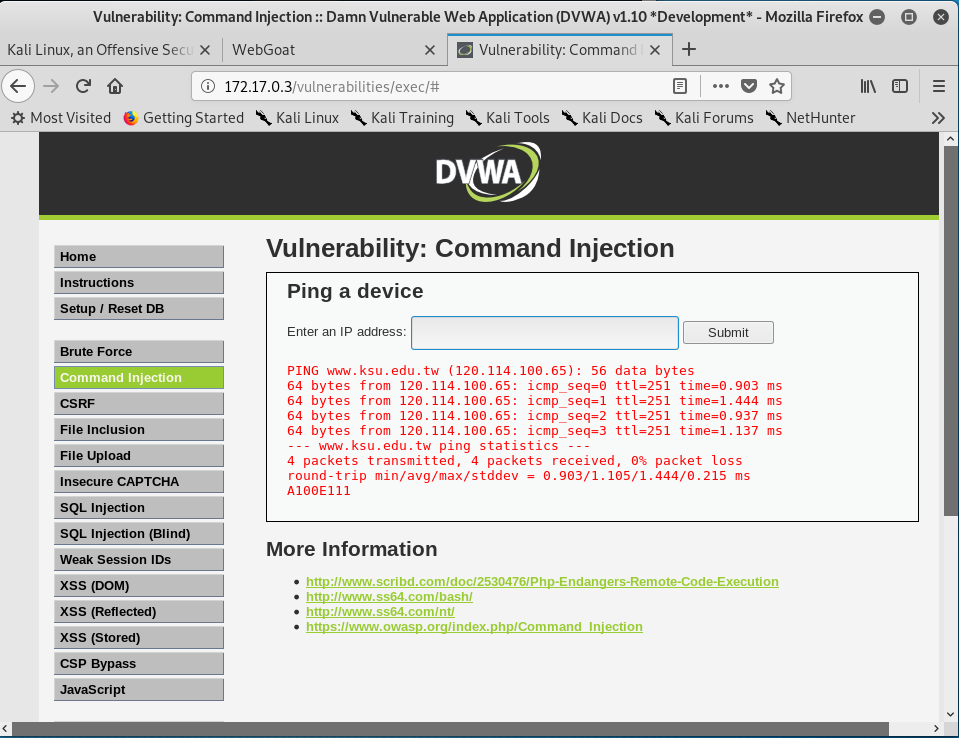 Vulnerability: Command Injection :: Damn Vulnerable Web Application (DVWA) v1.10 *Development* - Mozilla Firefox
Kali Linux, an Offensive Secu
WebGoat
Vulnerability: Command I
172.17.0.3/vulnerabilities/exec/#
Most Visited
Getting Started
Kali Linux
Kali Training
Kali Tools
Kali Docs
Kali Forums
NetHunter
DVWA
Home
Instructions
Setup / Reset DB
Brute Force
Command Injection
CSRF
File Inclusion
File Upload
Insecure CAPTCHA
SQL Injection
SQL Injection (Blind)
Weak Session IDs
XSS (DOM)
XSS (Reflected)
XSS (Stored)
CSP Bypass
JavaScript
Vulnerability: Command Injection
Ping a device
Enter an IP address:
Submit
PING www.ksu.edu.tw (120.114.100.65): 56 data bytes
64 bytes from 120.114.100.65: icmp_seq=0 ttl=251 time=0.903 ms
64 bytes from 120.114.100.65: icmp_seq=1 ttl=251 time=1.444 ms
64 bytes from 120.114.100.65: icmp_seq=2 ttl=251 time=0.937 ms
64 bytes from 120.114.100.65: icmp_seq=3 ttl=251 time=1.137 ms
--- www.ksu.edu.tw ping statistics ---
4 packets transmitted, 4 packets received, 0% packet loss
round-trip min/avg/max/stddev = 0.903/1.105/1.444/0.215 ms
A100E111
More Information
http://www.scribd.com/doc/2530476/Php-Endangers-Remote-Code-Execution
http://www.ss64.com/bash/
http://www.ss64.com/nt/
https://www.owasp.org/index.php/Command_Injection